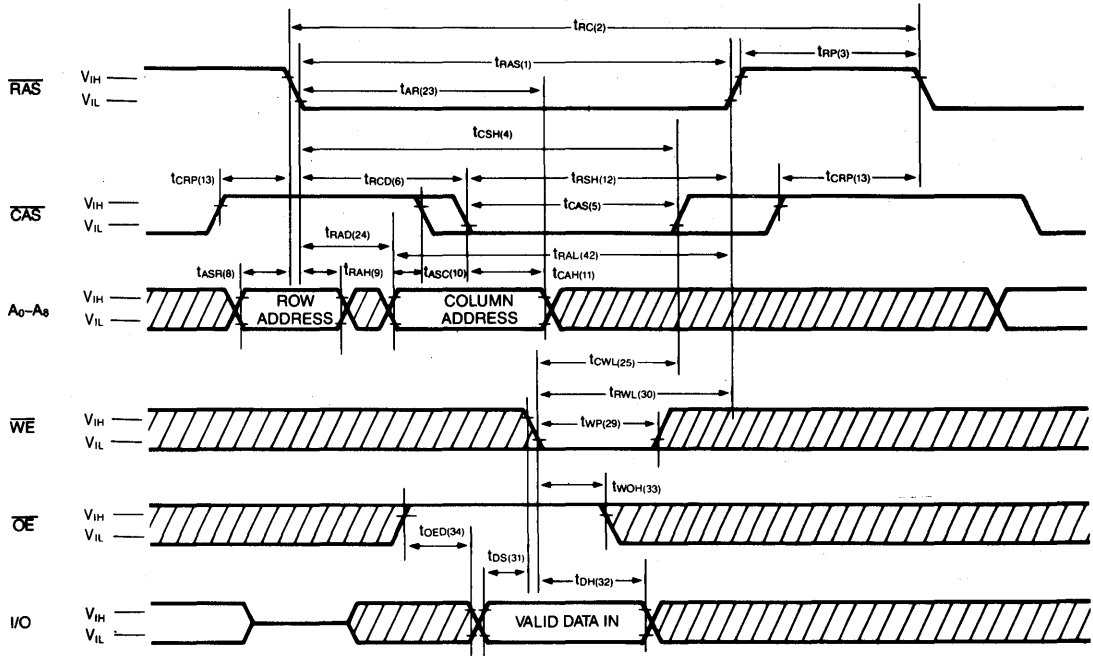 tRC(2)
tRP(3)
tRAS(1)
RAS
VIH
VIL
tAR(23)
tCSH(4)
tCRP(13)
tRCD(6)
tRSH(12)
tCRP(13)
CAS
VIH
VIL
tCAS(5)
tRAD(24)
tRAL(42)
tASR(8)
tRAH(9)
tASC(10)
tCAH(11)
A0–A8
VIH
VIL
ROW
ADDRESS
COLUMN
ADDRESS
tCWL(25)
tRWL(30)
WE
VIH
VIL
tWP(29)
tWOH(33)
OE
VIH
VIL
tOED(34)
tDS(31)
tDH(32)
I/O
VIH
VIL
VALID DATA IN